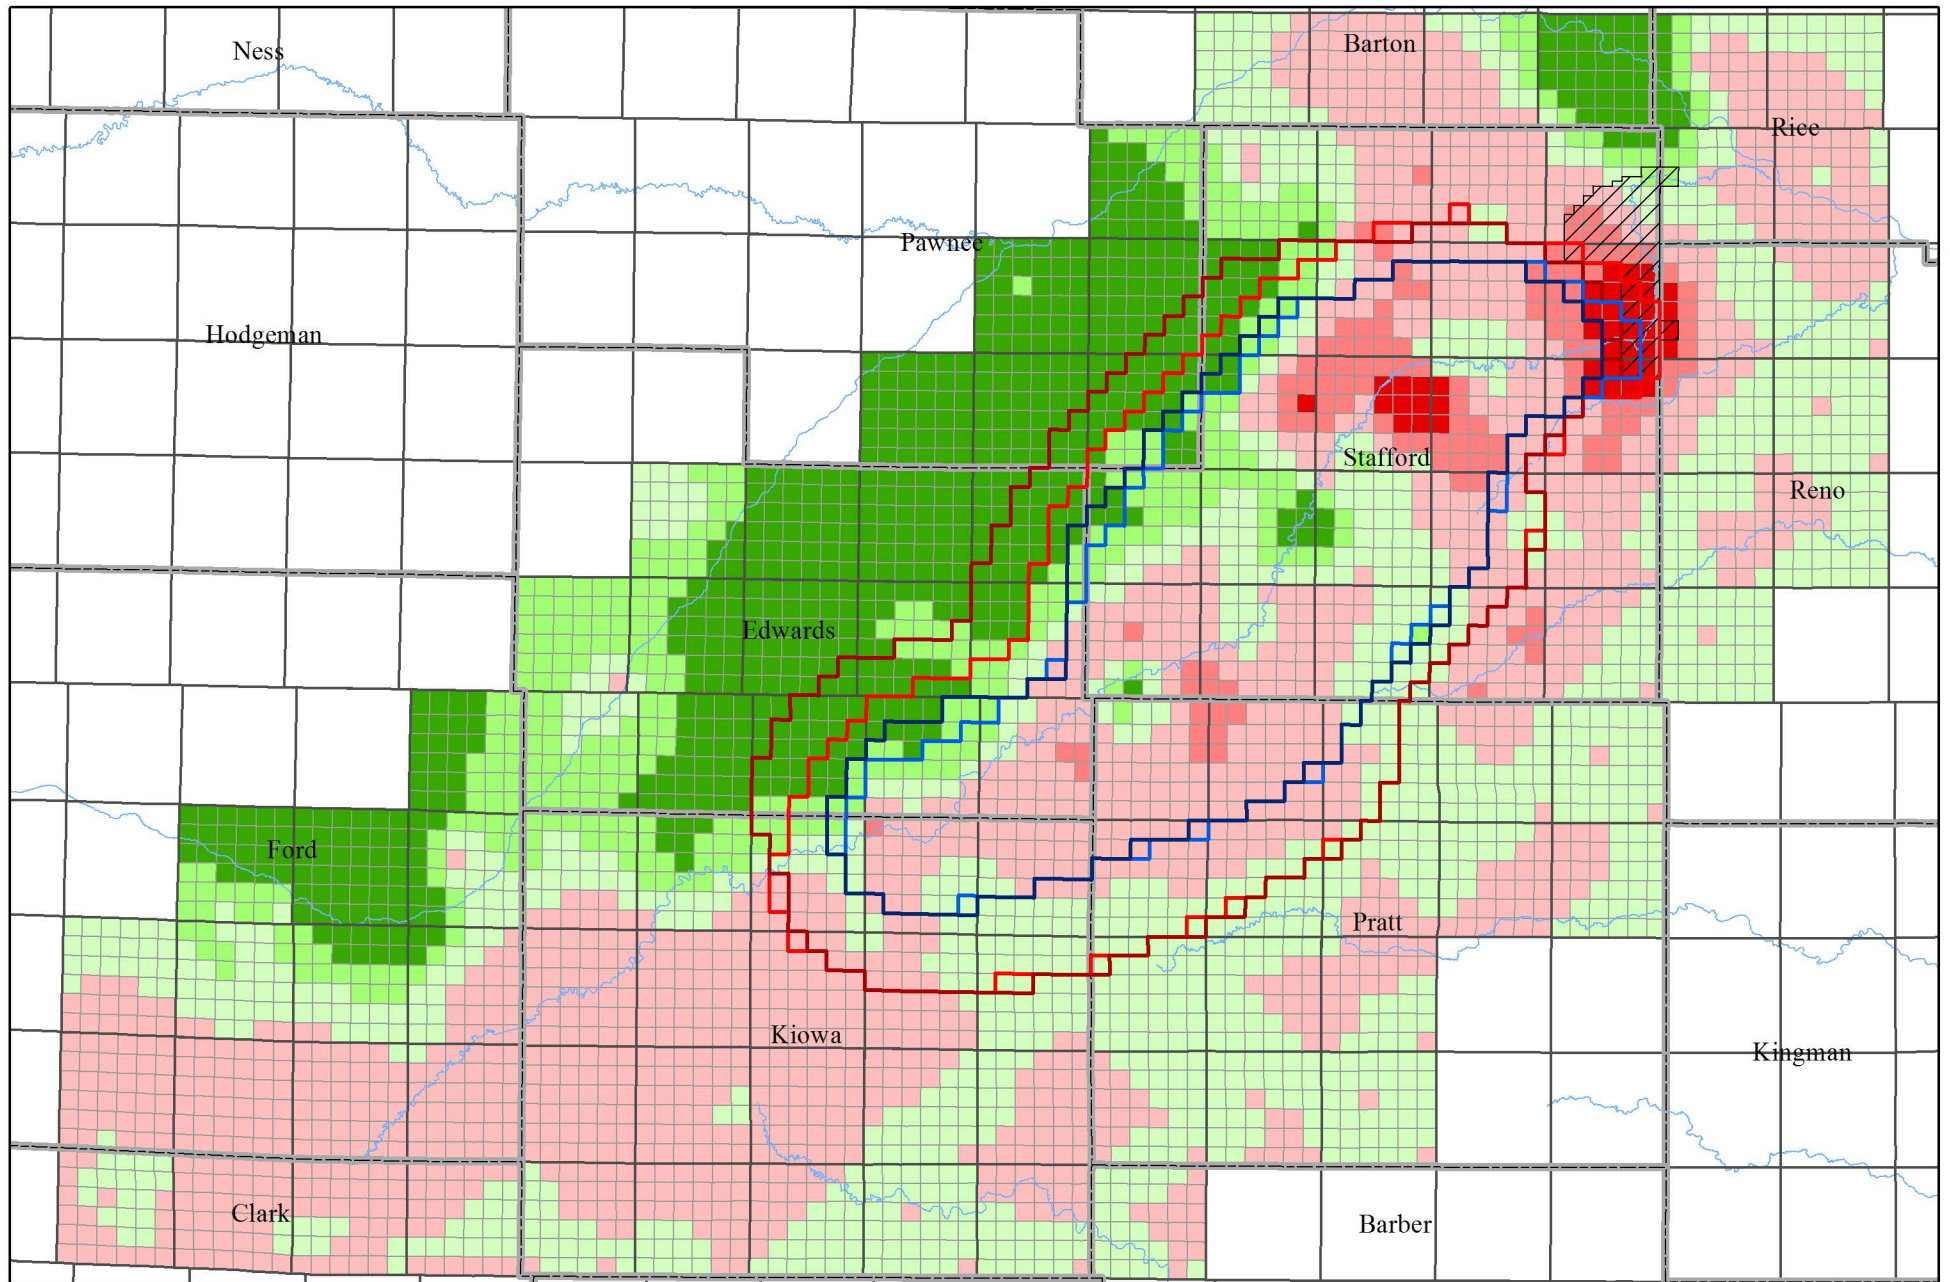 Ness
Barton
Rice
Pawnee
Hodgeman
Stafford
Reno
Edwards
Ford
Pratt
Kiowa
Kingman
Clark
Barber